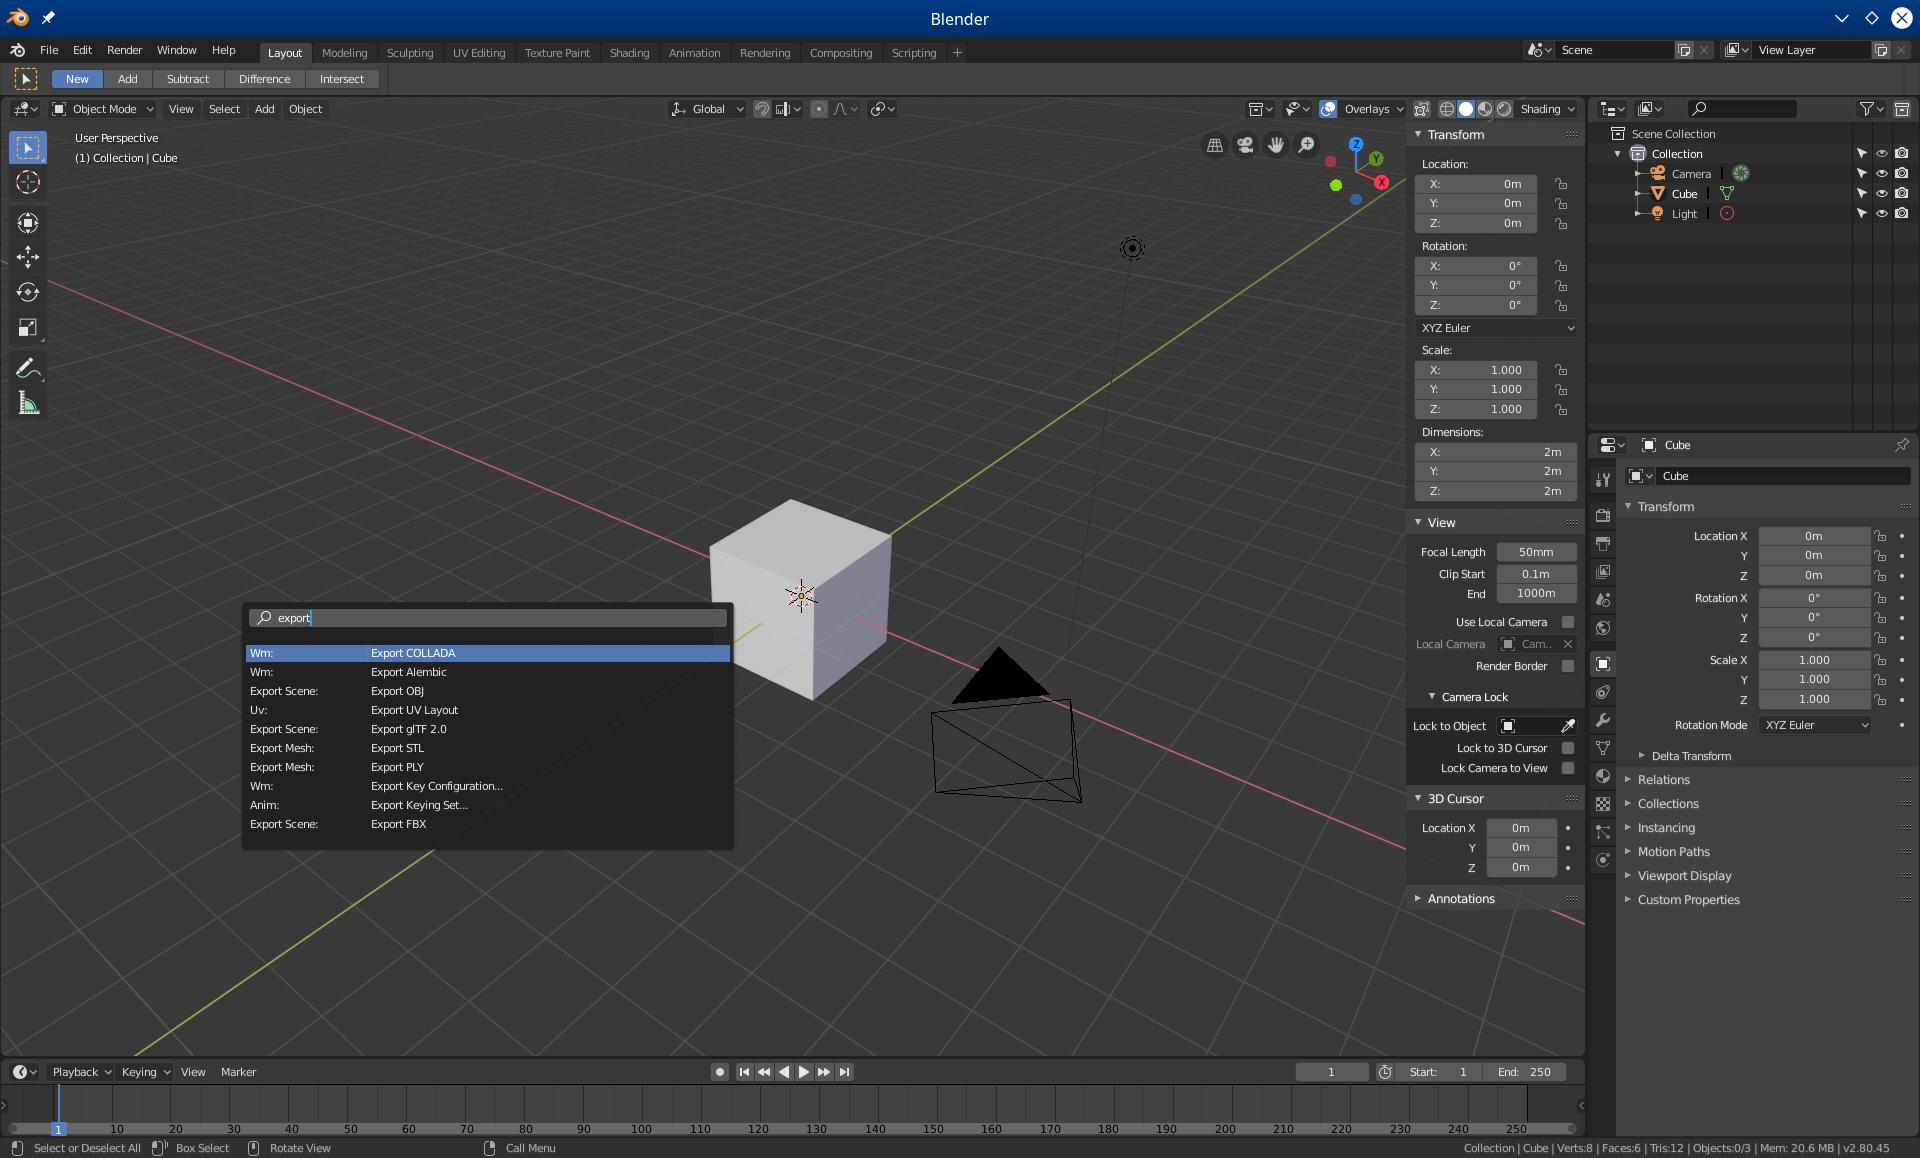 Blender
File Edit Render Window Help Layout Modeling Sculpting UV Editing Texture Paint Shading Animation Rendering Compositing Scripting + Scene View Layer
New Add Subtract Difference Intersect
Object Mode View Select Add Object Global Overlays Shading
User Perspective
(1) Collection | Cube
Z
Y
X
export
Wm: Export COLLADA
Wm: Export Alembic
Export Scene: Export OBJ
Uv: Export UV Layout
Export Scene: Export glTF 2.0
Export Mesh: Export STL
Export Mesh: Export PLY
Wm: Export Key Configuration...
Anim: Export Keying Set...
Export Scene: Export FBX
Transform
Location:
X: 0m
Y: 0m
Z: 0m
Rotation:
X: 0°
Y: 0°
Z: 0°
XYZ Euler
Scale:
X: 1.000
Y: 1.000
Z: 1.000
Dimensions:
X: 2m
Y: 2m
Z: 2m
View
Focal Length 50mm
Clip Start 0.1m
End 1000m
Use Local Camera
Local Camera Cam..
Render Border
Camera Lock
Lock to Object
Lock to 3D Cursor
Lock Camera to View
3D Cursor
Location X 0m
Y 0m
Z 0m
Annotations
Scene Collection
Collection
Camera
Cube
Light
Cube
Cube
Transform
Location X 0m
Y 0m
Z 0m
Rotation X 0°
Y 0°
Z 0°
Scale X 1.000
Y 1.000
Z 1.000
Rotation Mode XYZ Euler
Delta Transform
Relations
Collections
Instancing
Motion Paths
Viewport Display
Custom Properties
Playback Keying View Marker 1 Start: 1 End: 250
1 10 20 30 40 50 60 70 80 90 100 110 120 130 140 150 160 170 180 190 200 210 220 230 240 250
Select or Deselect All Box Select Rotate View Call Menu Collection | Cube | Verts:8 | Faces:6 | Tris:12 | Objects:0/3 | Mem: 20.6 MB | v2.80.45